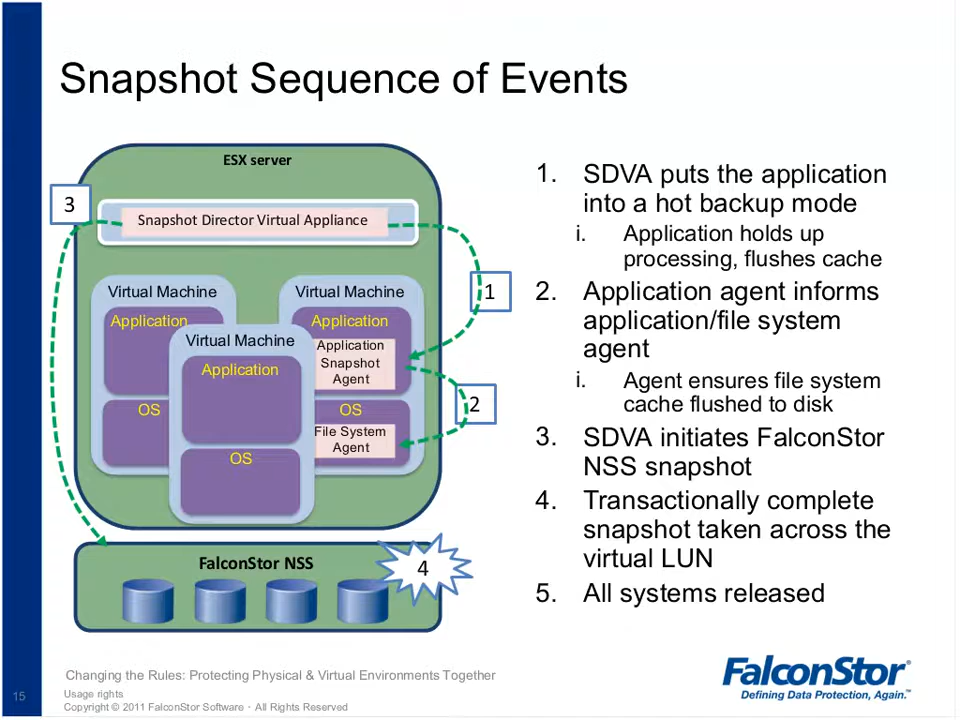 Snapshot Sequence of Events
ESX server
3
Snapshot Director Virtual Appliance
Virtual Machine
Application
OS
Virtual Machine
Application
OS
Virtual Machine
Application
Application
Snapshot
Agent
OS
File System
Agent
1
2
FalconStor NSS
4
1. SDVA puts the application
into a hot backup mode
i. Application holds up
processing, flushes cache
2. Application agent informs
application/file system
agent
i. Agent ensures file system
cache flushed to disk
3. SDVA initiates FalconStor
NSS snapshot
4. Transactionally complete
snapshot taken across the
virtual LUN
5. All systems released
Changing the Rules: Protecting Physical & Virtual Environments Together
15
Usage rights
Copyright © 2011 FalconStor Software · All Rights Reserved
FalconStor®
Defining Data Protection, Again.™